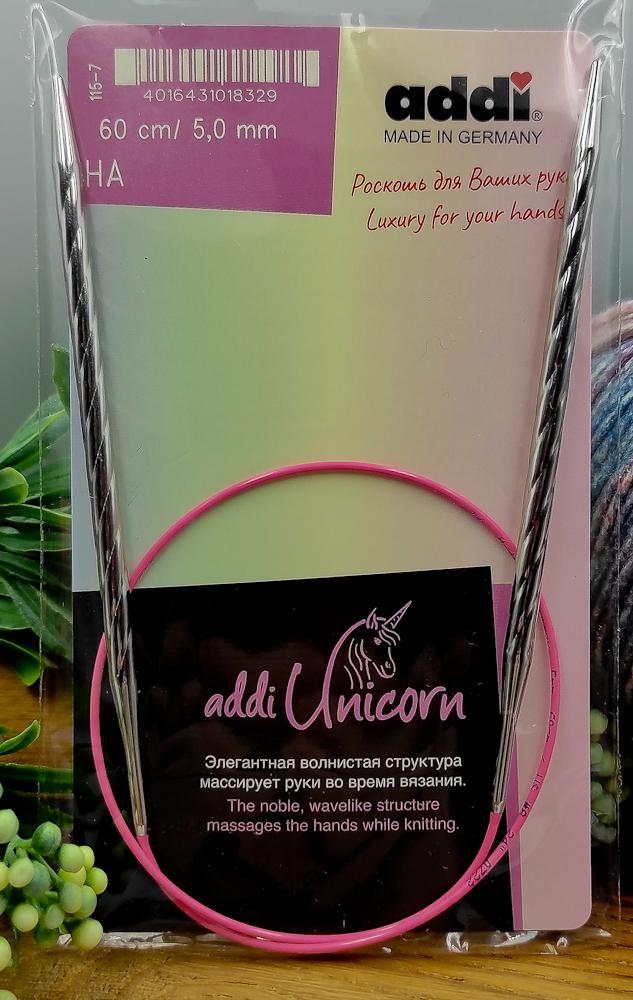 115-7
4016431018329
60 cm/ 5,0 mm
НА
addi®
MADE IN GERMANY
Роскошь для Ваших рук
Luxury for your hands
addi Unicorn
Элегантная волнистая структура
массирует руки во время вязания.
The noble, wavelike structure
massages the hands while knitting.